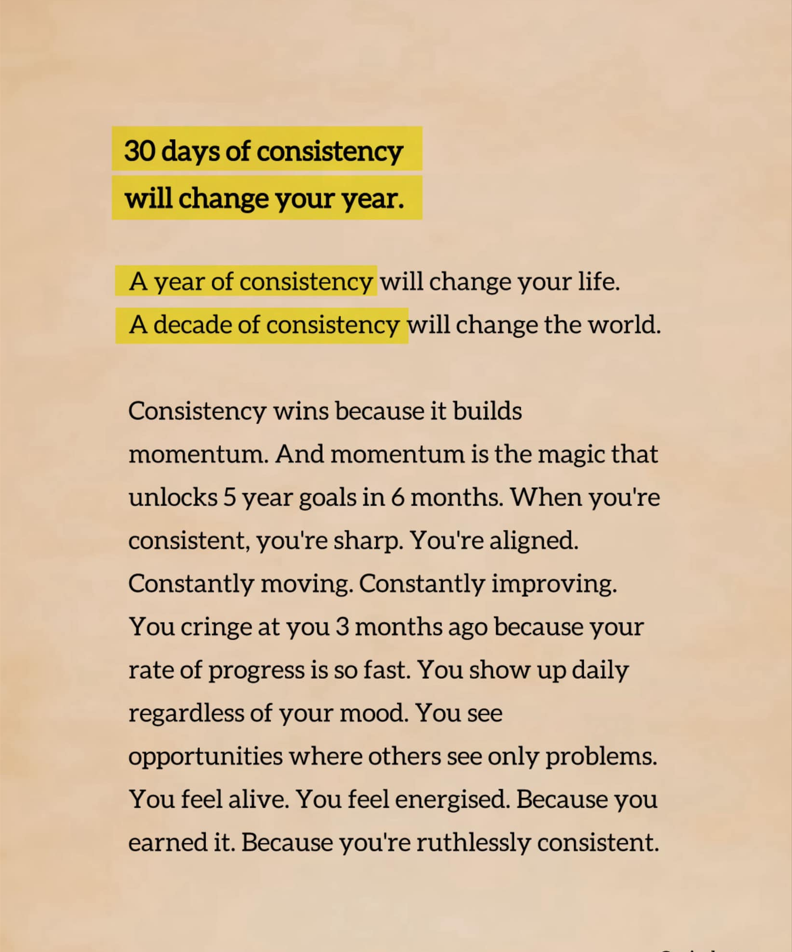 30 days of consistency
will change your year.
A year of consistency will change your life.
A decade of consistency will change the world.
Consistency wins because it builds
momentum. And momentum is the magic that
unlocks 5 year goals in 6 months. When you're
consistent, you're sharp. You're aligned.
Constantly moving. Constantly improving.
You cringe at you 3 months ago because your
rate of progress is so fast. You show up daily
regardless of your mood. You see
opportunities where others see only problems.
You feel alive. You feel energised. Because you
earned it. Because you're ruthlessly consistent.